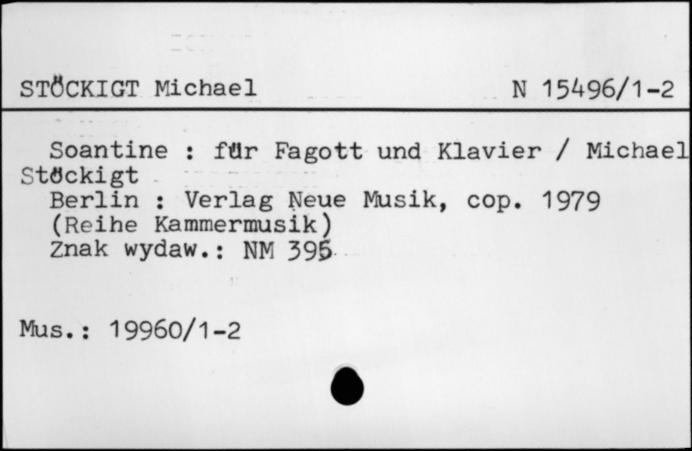 STÖCKIGT Michael N 15496/1-2
Soantine : für Fagott und Klavier / Michael
Stöckigt
Berlin : Verlag Neue Musik, cop. 1979
(Reihe Kammermusik)
Znak wydaw.: NM 395
Mus.: 19960/1-2